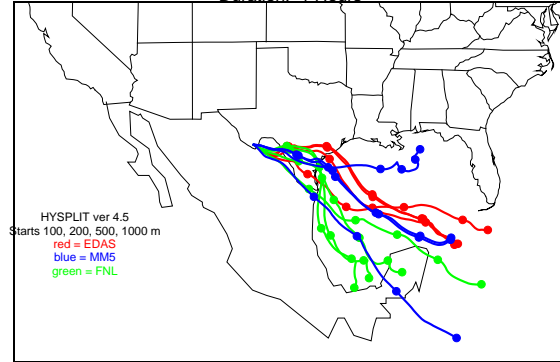 HYSPLIT ver 4.5
Starts 100, 200, 500, 1000 m
red = EDAS
blue = MM5
green = FNL